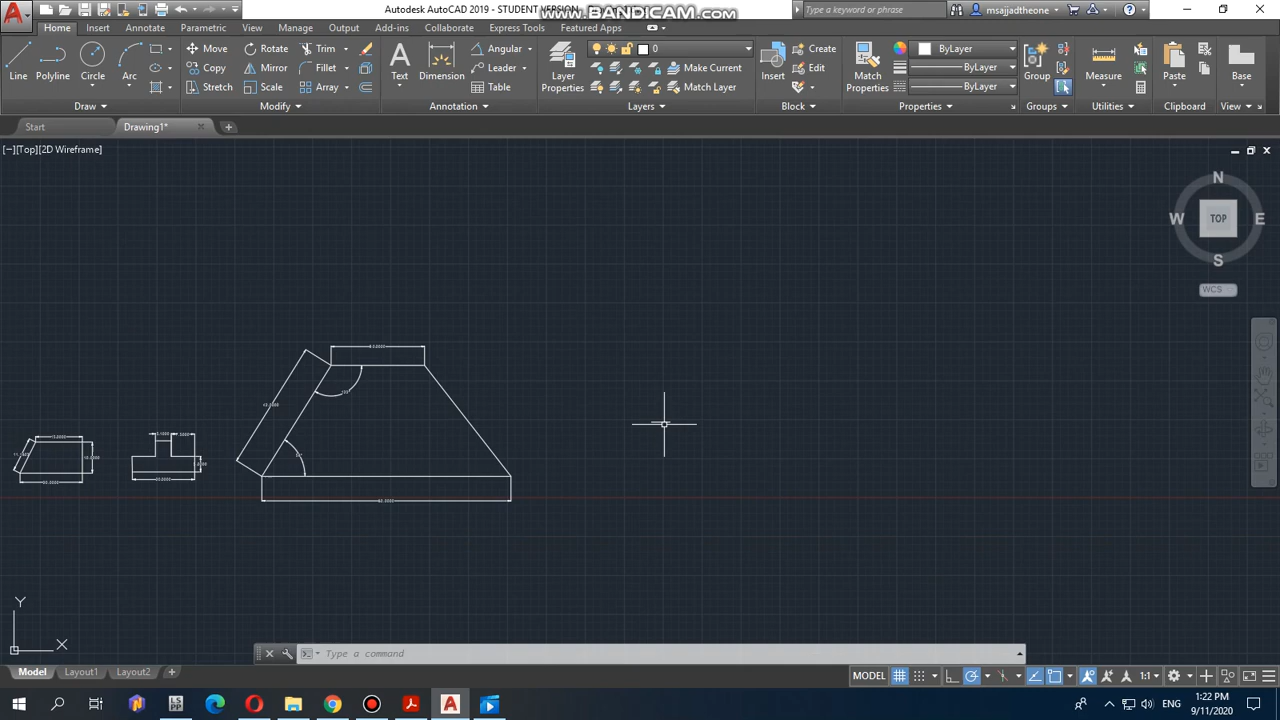 Autodesk AutoCAD 2019 - STUDENT VERSION
www.BANDICAM.com
Type a keyword or phrase
msajjadtheone
Home Insert Annotate Parametric View Manage Output Add-ins Collaborate Express Tools Featured Apps
Line Polyline Circle Arc
Move Rotate Trim
Copy Mirror Fillet
Stretch Scale Array
Text Dimension
Angular
Leader
Table
Layer Properties
0
Make Current
Match Layer
Insert
Create
Edit
Match Properties
ByLayer
ByLayer
ByLayer
Group
Measure
Paste
Base
Draw Modify Annotation Layers Block Properties Groups Utilities Clipboard View
Start Drawing1*
[−][Top][2D Wireframe]
N
W TOP E
S
WCS
Y
X
Type a command
Model Layout1 Layout2
MODEL 1:1
ENG
1:22 PM
9/11/2020